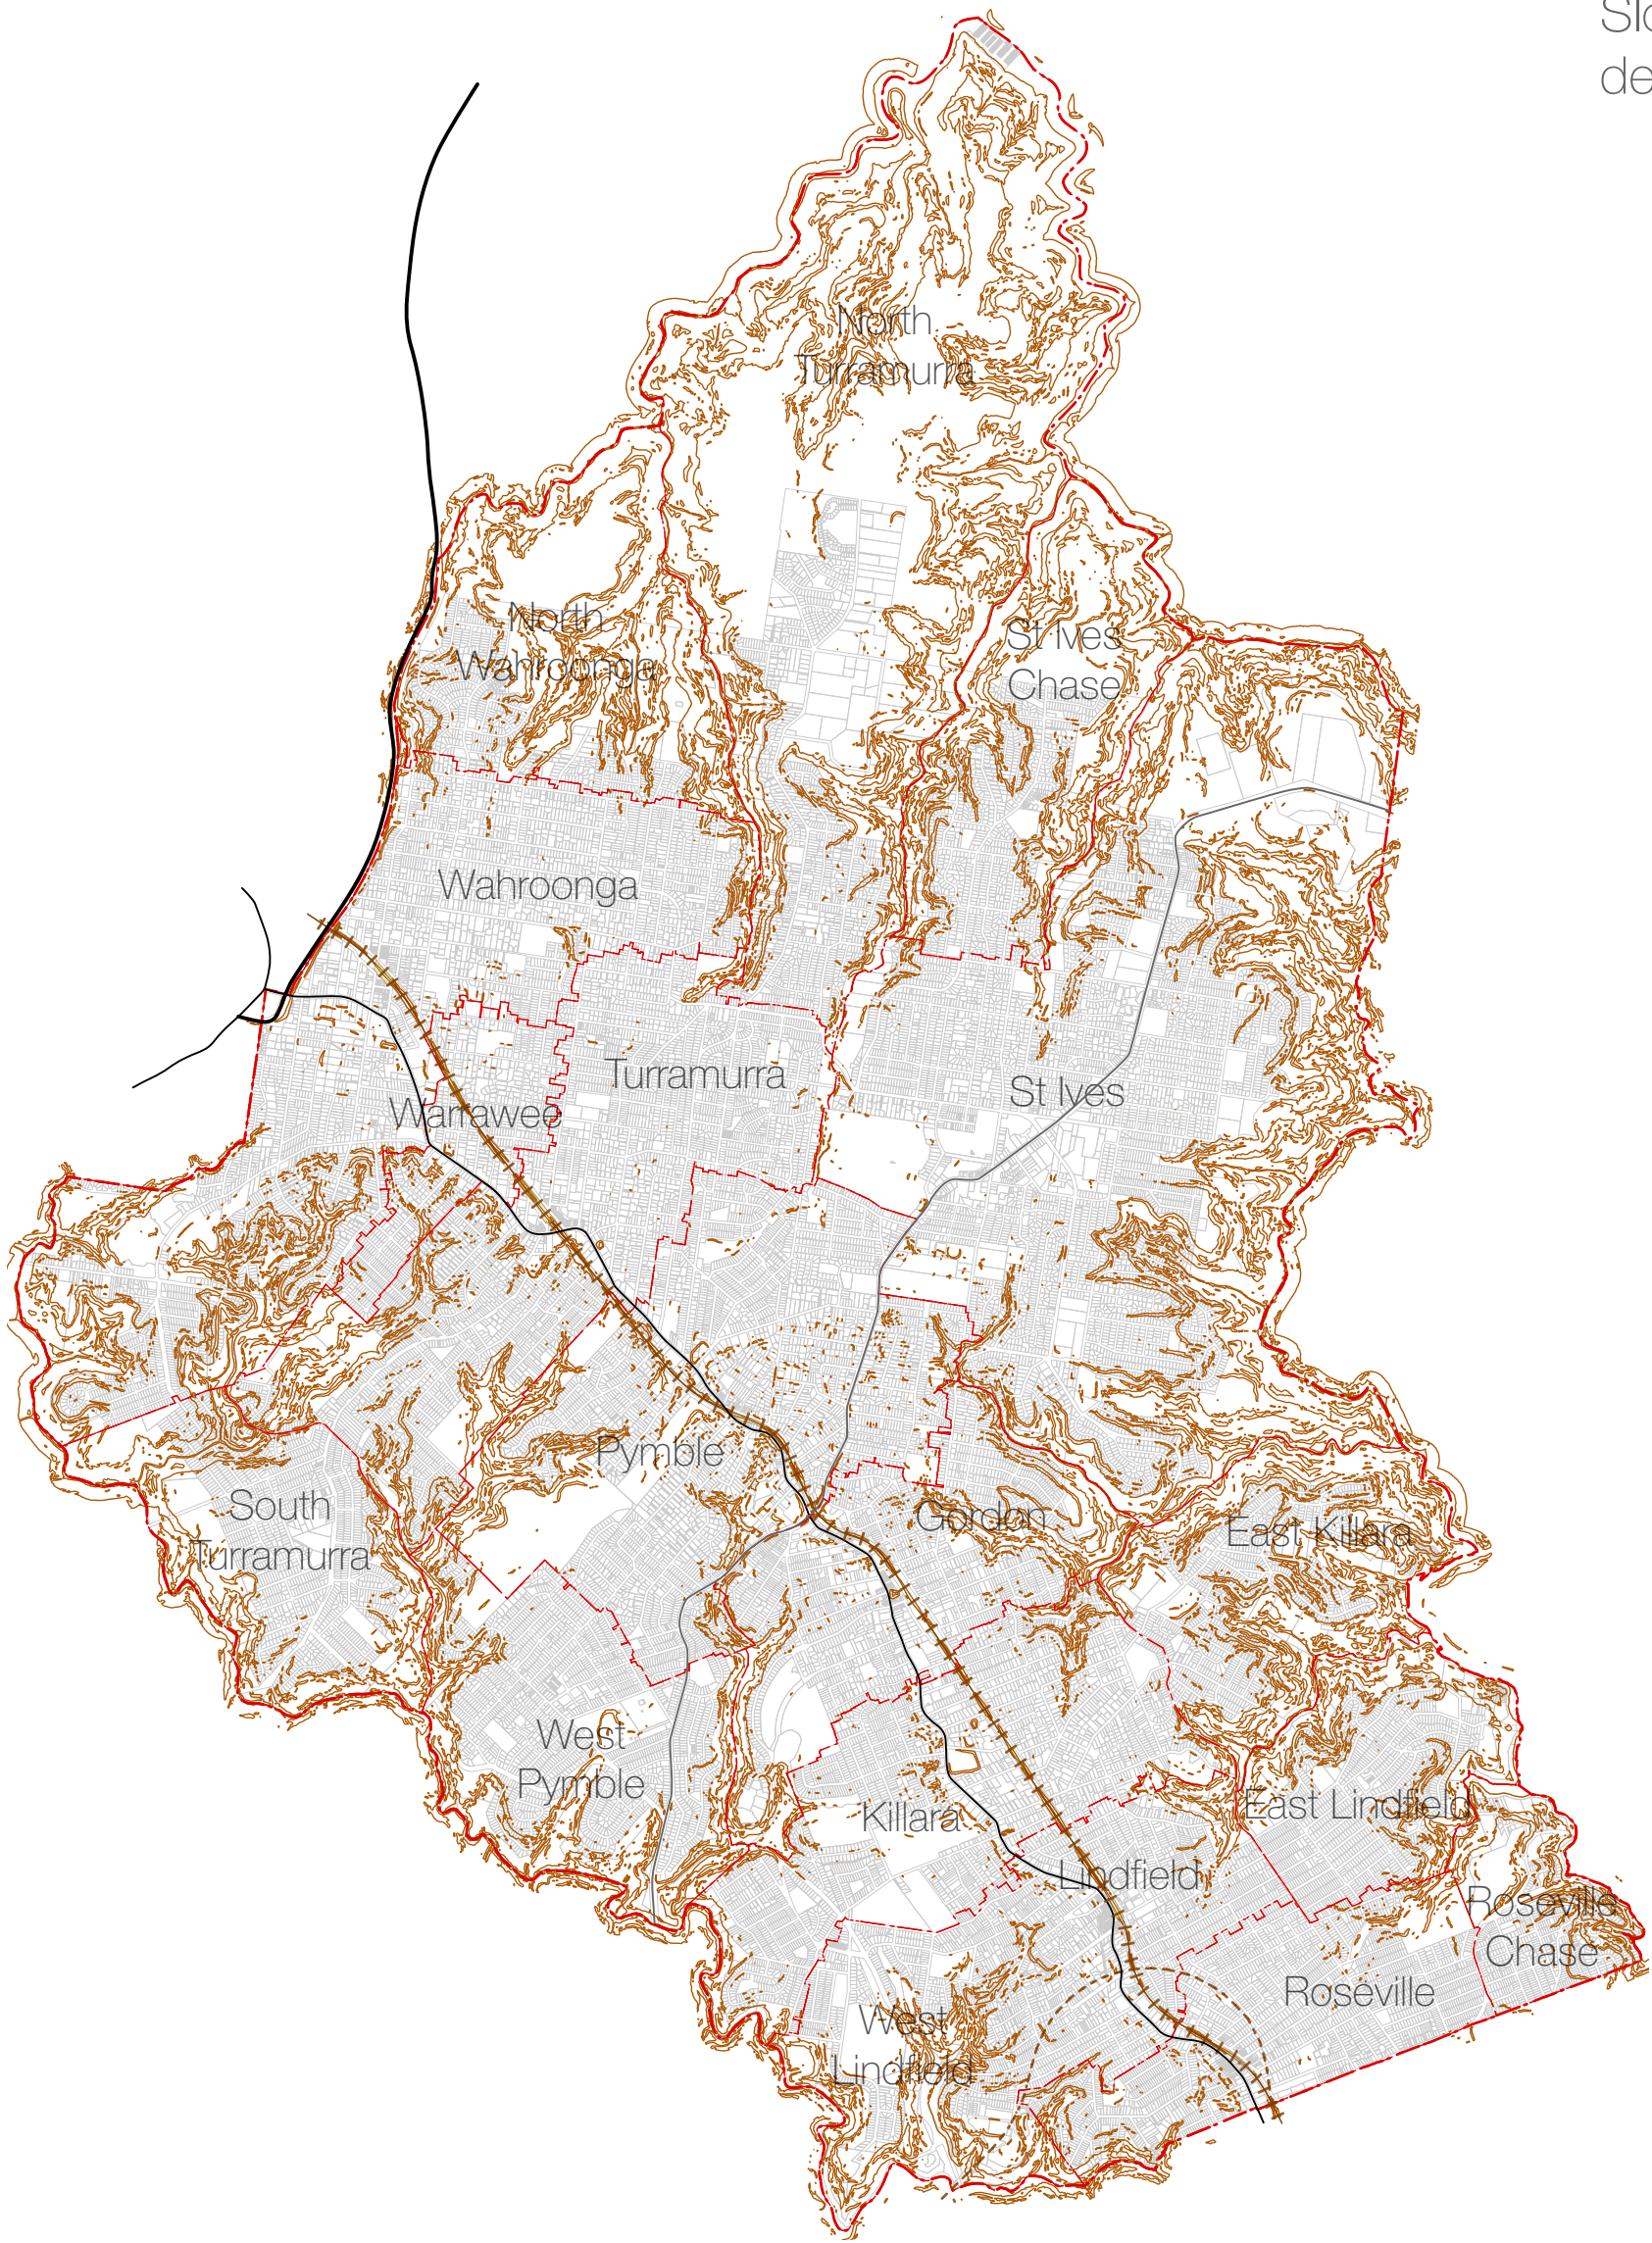 North
Turramurra
North
Wahroonga
St Ives
Chase
Wahroonga
Turramurra
St Ives
Warrawee
Pymble
South
Turramurra
Gordon
East Killara
West
Pymble
Killara
East Lindfield
Lindfield
Roseville
Chase
Roseville
West
Lindfield